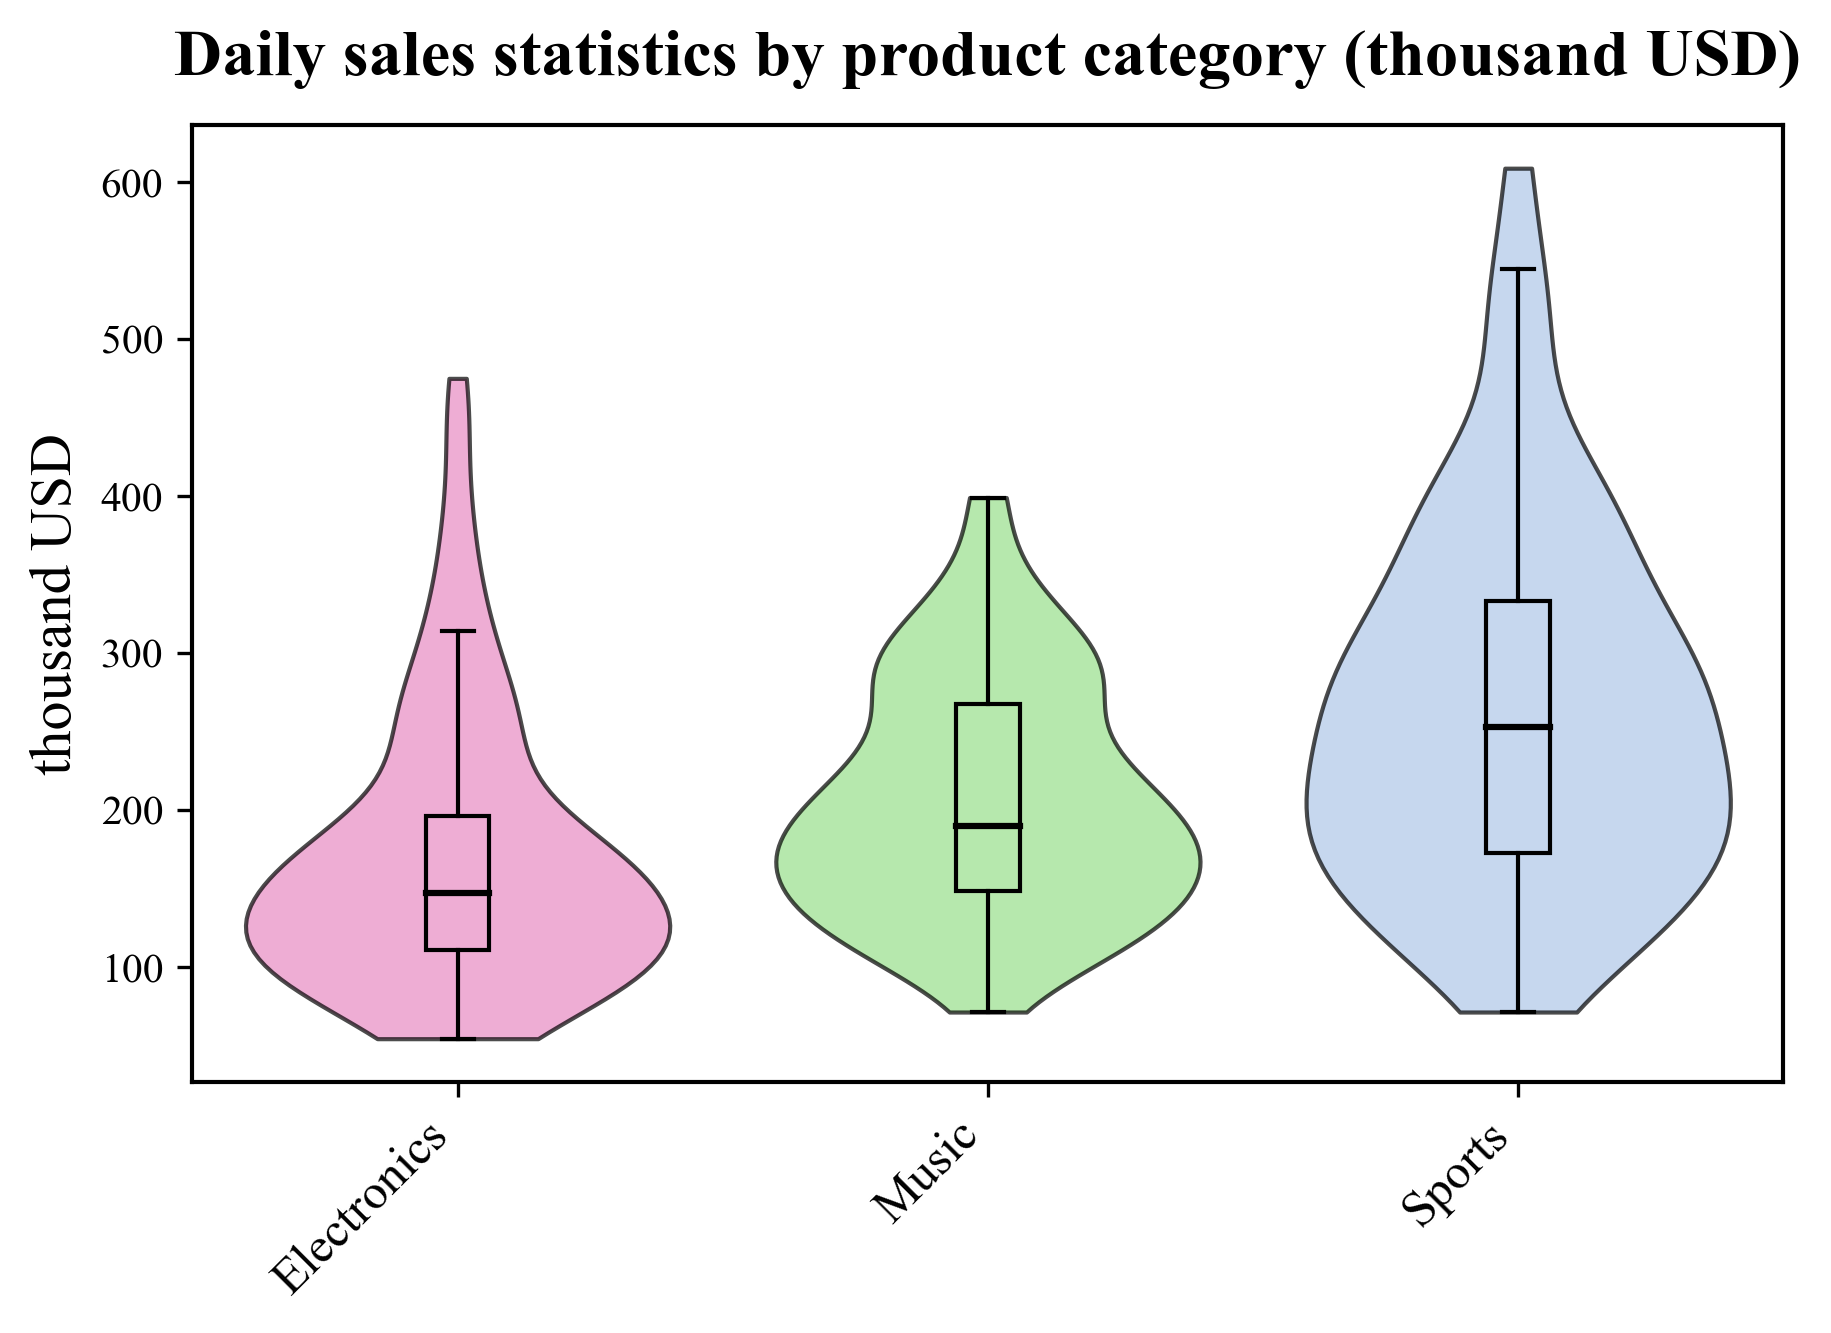 Daily sales statistics by product category (thousand USD)
thousand USD
600
500
400
300
200
100
Electronics
Music
Sports